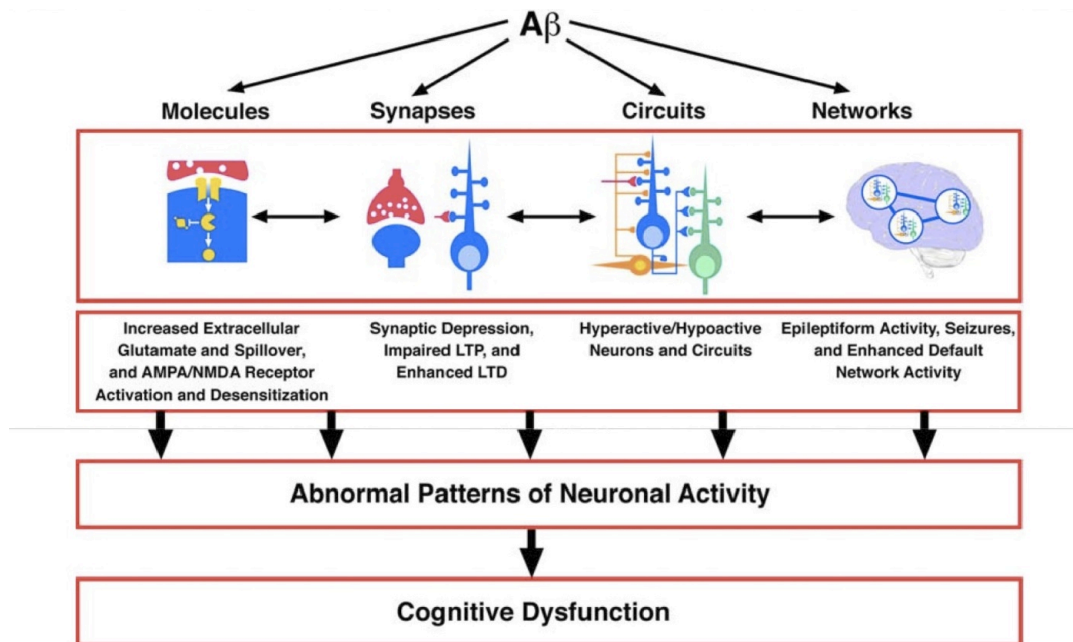 Aβ
Molecules
Synapses
Circuits
Networks
Increased Extracellular
Glutamate and Spillover,
and AMPA/NMDA Receptor
Activation and Desensitization
Synaptic Depression,
Impaired LTP, and
Enhanced LTD
Hyperactive/Hypoactive
Neurons and Circuits
Epileptiform Activity, Seizures,
and Enhanced Default
Network Activity
Abnormal Patterns of Neuronal Activity
Cognitive Dysfunction